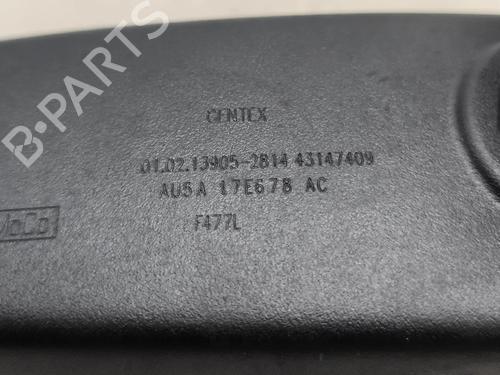 GENTEX
01.02.13905-2814 43147409
AU5A 17E678 AC
F477L
B-PARTS